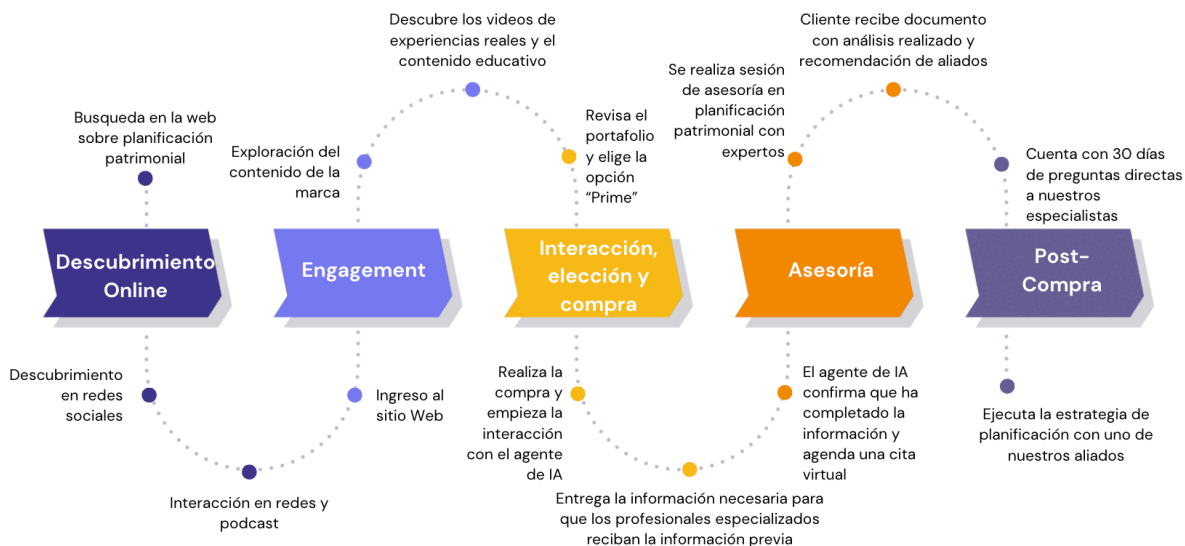 Busqueda en la web
sobre planificación
patrimonial
Descubrimiento
Online
Descubrimiento
en redes
sociales
Interacción en redes y
podcast
Ingreso al
sitio Web
Engagement
Exploración del
contenido de la
marca
Descubre los videos de
experiencias reales y el
contenido educativo
Revisa el
portafolio
y elige la
opción
“Prime”
Interacción,
elección y
compra
Realiza la
compra y
empieza la
interacción
con el agente
de IA
Entrega la información necesaria para
que los profesionales especializados
reciban la información previa
El agente de IA
confirma que ha
completado la
información y
agenda una cita
virtual
Asesoría
Se realiza sesión
de asesoría en
planificación
patrimonial con
expertos
Cliente recibe documento
con análisis realizado y
recomendación de aliados
Cuenta con 30 días
de preguntas directas
a nuestros
especialistas
Post-
Compra
Ejecuta la estrategia de
planificación con uno de
nuestros aliados